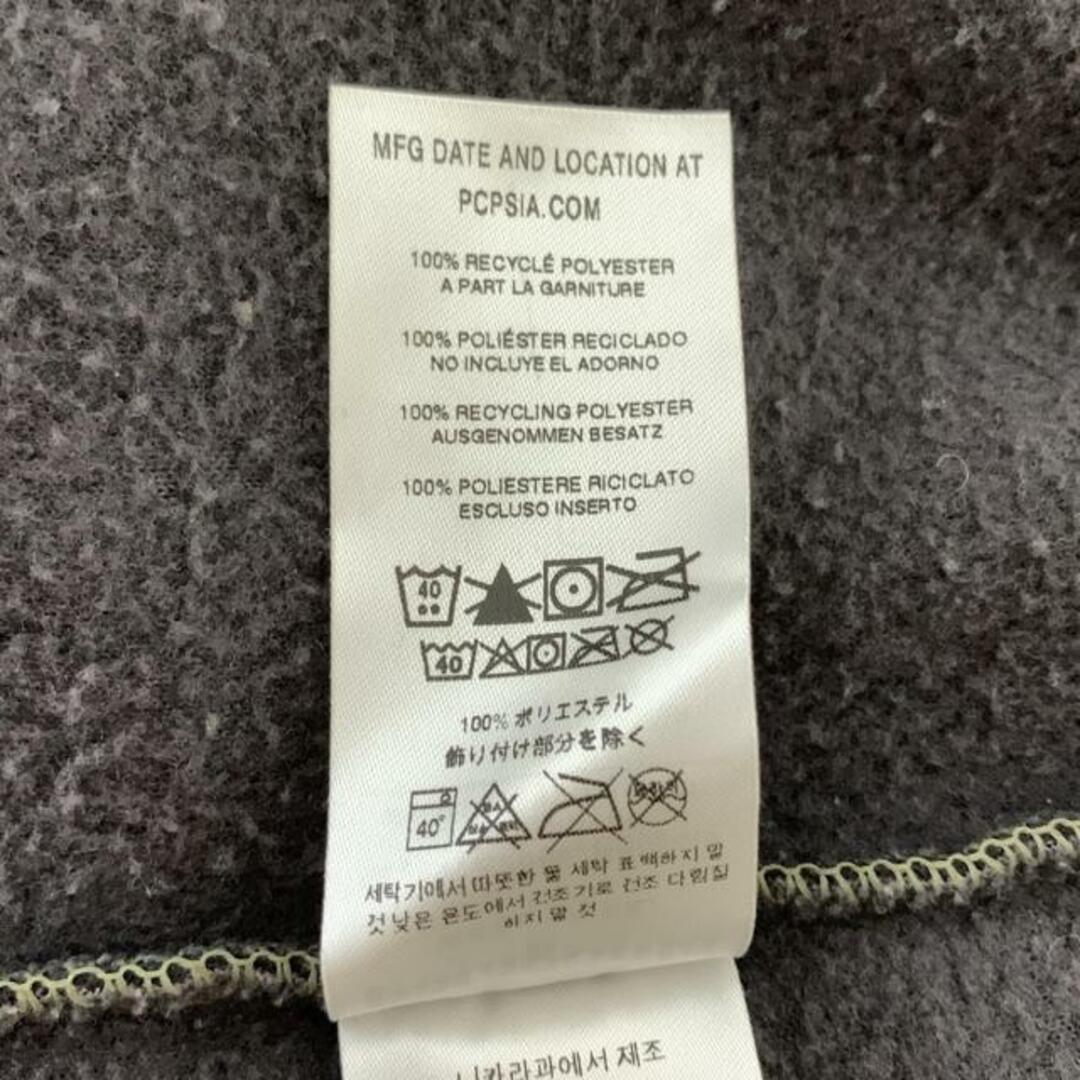 MFG DATE AND LOCATION AT
PCPSIA.COM
100% RECYCLÉ POLYESTER
A PART LA GARNITURE
100% POLIÉSTER RECICLADO
NO INCLUYE EL ADORNO
100% RECYCLING POLYESTER
AUSGENOMMEN BESATZ
100% POLIESTERE RICICLATO
ESCLUSO INSERTO
40
40
100% ポリエステル
飾り付け部分を除く
40°
세탁기에서 따뜻한 물 세탁 표백하지 말
것 낮은 온도에서 건조기로 건조 다림질
하지 말 것
니카라과에서 제조